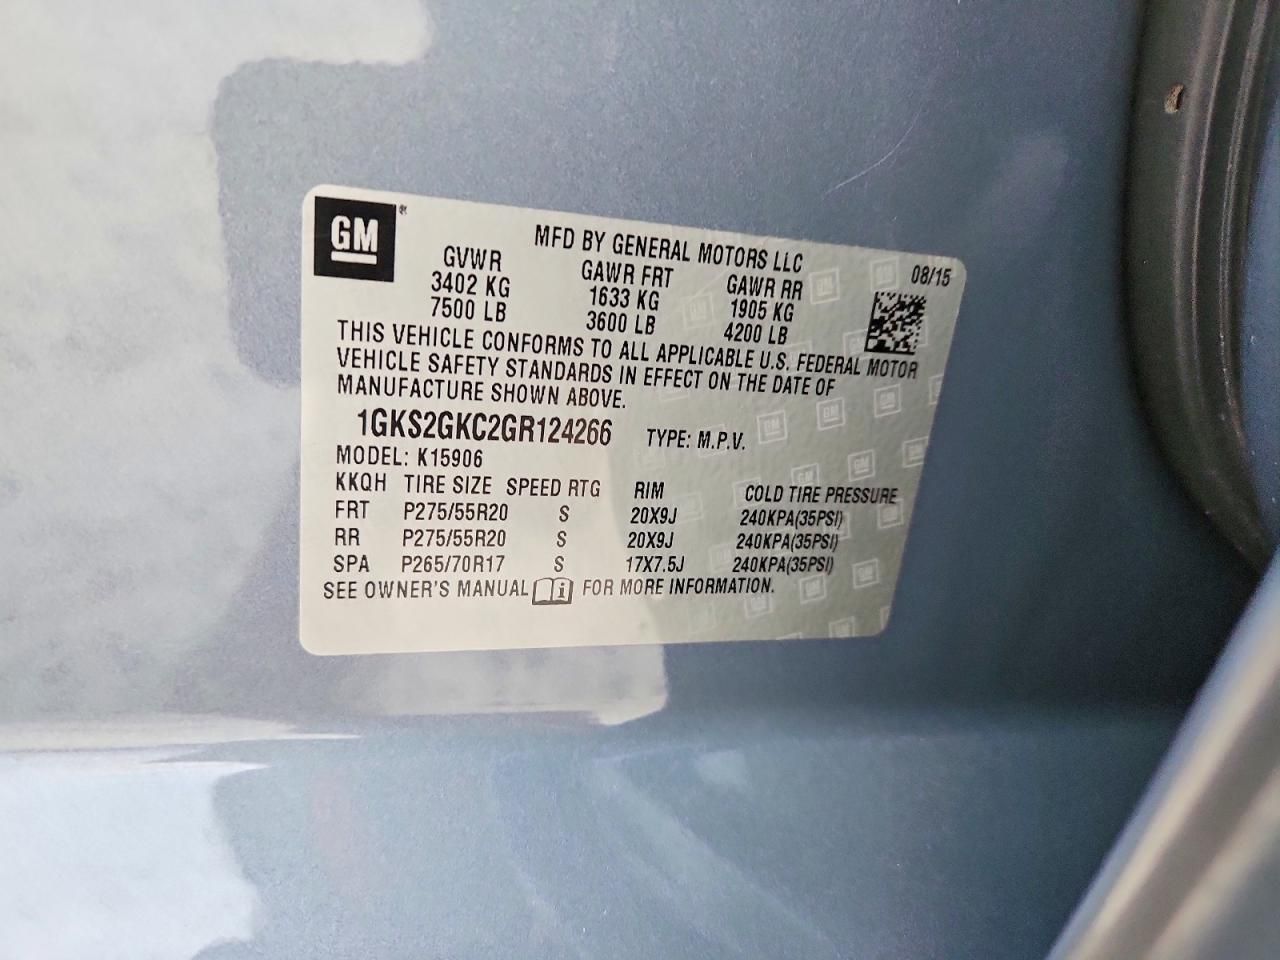 GM®
MFD BY GENERAL MOTORS LLC
08/15
GVWR GAWR FRT GAWR RR
3402 KG 1633 KG 1905 KG
7500 LB 3600 LB 4200 LB
THIS VEHICLE CONFORMS TO ALL APPLICABLE U.S. FEDERAL MOTOR
VEHICLE SAFETY STANDARDS IN EFFECT ON THE DATE OF
MANUFACTURE SHOWN ABOVE.
1GKS2GKC2GR124266 TYPE: M.P.V.
MODEL: K15906
KKQH TIRE SIZE SPEED RTG RIM COLD TIRE PRESSURE
FRT P275/55R20 S 20X9J 240KPA(35PSI)
RR P275/55R20 S 20X9J 240KPA(35PSI)
SPA P265/70R17 S 17X7.5J 240KPA(35PSI)
SEE OWNER'S MANUAL i FOR MORE INFORMATION.